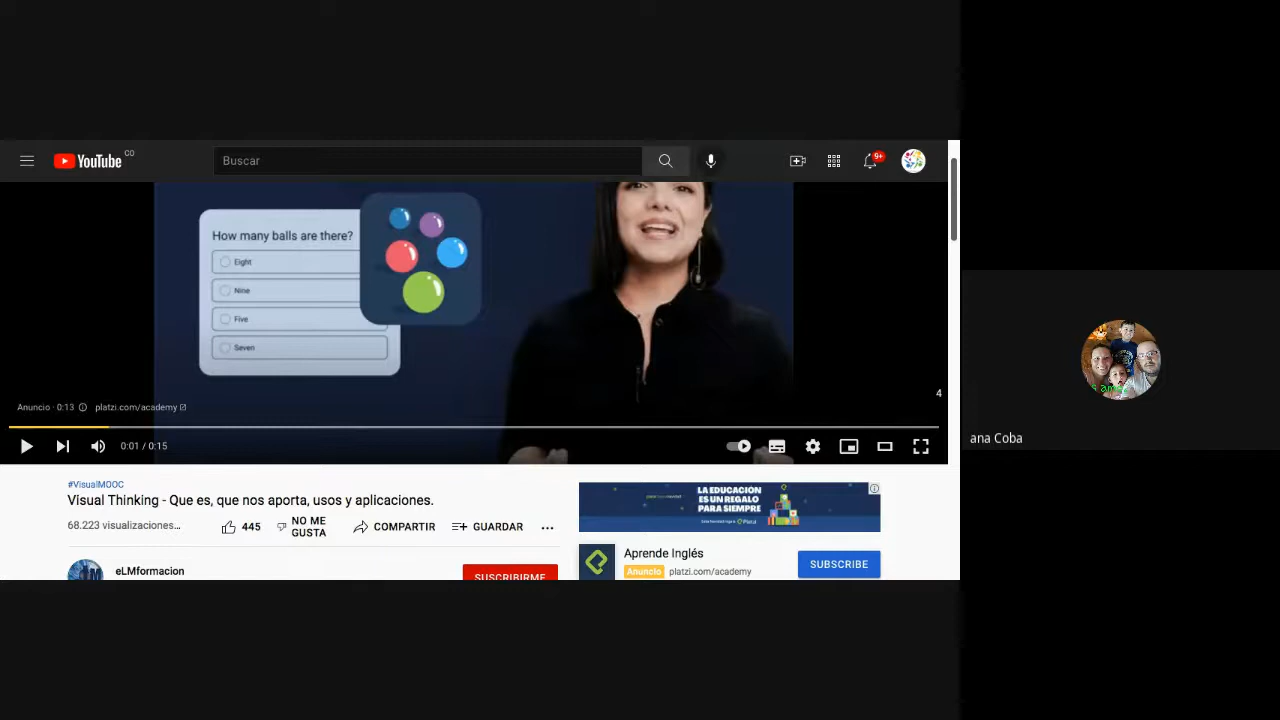 YouTube CO
Buscar
9+
How many balls are there?
Eight
Nine
Five
Seven
4
Anuncio · 0:13 platzi.com/academy
0:01 / 0:15
#VisualMOOC
Visual Thinking - Que es, que nos aporta, usos y aplicaciones.
68.223 visualizaciones...
445
NO ME
GUSTA
COMPARTIR
GUARDAR
eLMformacion
SUSCRIBIRME
LA EDUCACIÓN
ES UN REGALO
PARA SIEMPRE
Aprende Inglés
Anuncio platzi.com/academy
SUBSCRIBE
ana Coba